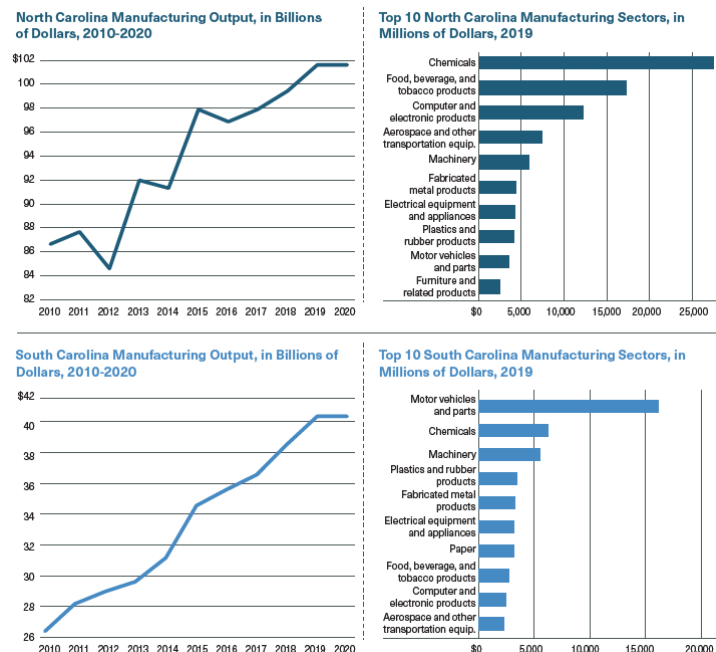 North Carolina Manufacturing Output, in Billions
of Dollars, 2010-2020
$102
100
98
96
94
92
90
88
86
84
82
2010 2011 2012 2013 2014 2015 2016 2017 2018 2019 2020
Top 10 North Carolina Manufacturing Sectors, in
Millions of Dollars, 2019
Chemicals
Food, beverage, and
tobacco products
Computer and
electronic products
Aerospace and other
transportation equip.
Machinery
Fabricated
metal products
Electrical equipment
and appliances
Plastics and
rubber products
Motor vehicles
and parts
Furniture and
related products
$0 5,000 10,000 15,000 20,000 25,000
South Carolina Manufacturing Output, in Billions of
Dollars, 2010-2020
$42
40
38
36
34
32
30
28
26
2010 2011 2012 2013 2014 2015 2016 2017 2018 2019 2020
Top 10 South Carolina Manufacturing Sectors, in
Millions of Dollars, 2019
Motor vehicles
and parts
Chemicals
Machinery
Plastics and rubber
products
Fabricated metal
products
Electrical equipment
and appliances
Paper
Food, beverage, and
tobacco products
Computer and
electronic products
Aerospace and other
transportation equip.
$0 5,000 10,000 15,000 20,000